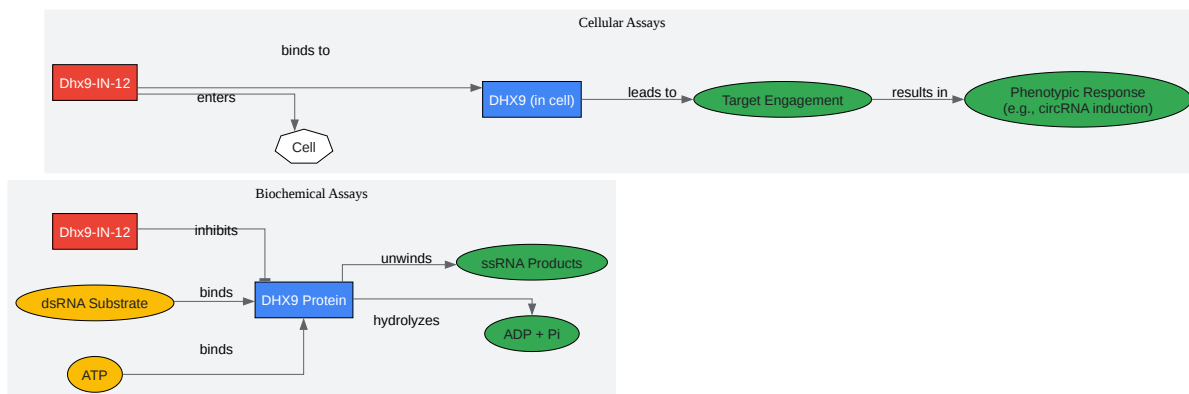 Cellular Assays
binds to
Dhx9-IN-12
enters
Cell
DHX9 (in cell)
leads to
Target Engagement
results in
Phenotypic Response
(e.g., circRNA induction)
Biochemical Assays
Dhx9-IN-12
inhibits
dsRNA Substrate
binds
DHX9 Protein
unwinds
ssRNA Products
hydrolyzes
ADP + Pi
binds
ATP